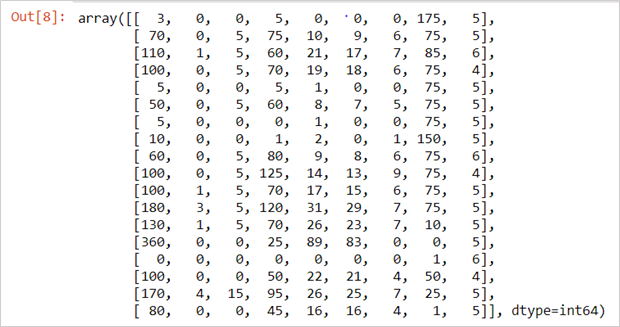 Out[8]: array([[  3,   0,   0,   5,   0,   0,   0, 175,   5],
       [ 70,   0,   5,  75,  10,   9,   6,  75,   5],
       [110,   1,   5,  60,  21,  17,   7,  85,   6],
       [100,   0,   5,  70,  19,  18,   6,  75,   4],
       [  5,   0,   0,   5,   1,   0,   0,  75,   5],
       [ 50,   0,   5,  60,   8,   7,   5,  75,   5],
       [  5,   0,   0,   0,   1,   0,   0,  75,   5],
       [ 10,   0,   0,   1,   2,   0,   1, 150,   5],
       [ 60,   0,   5,  80,   9,   8,   6,  75,   6],
       [100,   0,   5, 125,  14,  13,   9,  75,   4],
       [100,   1,   5,  70,  17,  15,   6,  75,   5],
       [180,   3,   5, 120,  31,  29,   7,  75,   5],
       [130,   1,   5,  70,  26,  23,   7,  10,   5],
       [360,   0,   0,  25,  89,  83,   0,   0,   5],
       [  0,   0,   0,   0,   0,   0,   0,   1,   6],
       [100,   0,   0,  50,  22,  21,   4,  50,   4],
       [170,   4,  15,  95,  26,  25,   7,  25,   5],
       [ 80,   0,   0,  45,  16,  16,   4,   1,   5]], dtype=int64)